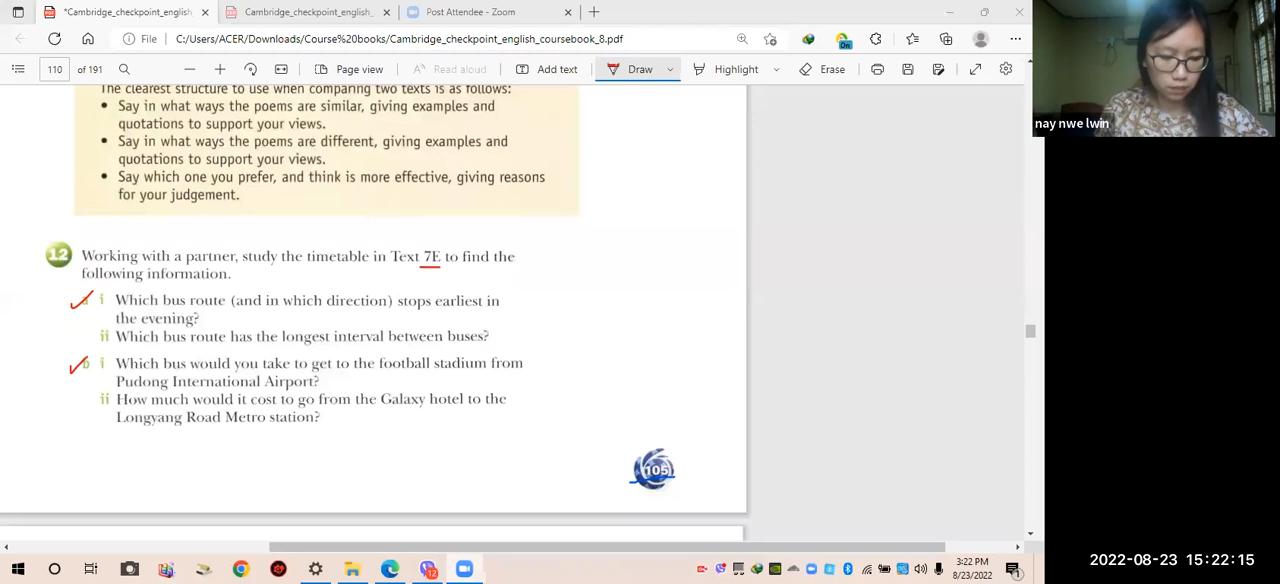 *Cambridge_checkpoint_english_
Cambridge_checkpoint_english_
Post Attendee - Zoom
File
C:/Users/ACER/Downloads/Course%20books/Cambridge_checkpoint_english_coursebook_8.pdf
110 of 191
Page view
Read aloud
Add text
Draw
Highlight
Erase
nay nwe lwin
The clearest structure to use when comparing two texts is as follows:
• Say in what ways the poems are similar, giving examples and
quotations to support your views.
• Say in what ways the poems are different, giving examples and
quotations to support your views.
• Say which one you prefer, and think is more effective, giving reasons
for your judgement.
12 Working with a partner, study the timetable in Text 7E to find the
following information.
a i Which bus route (and in which direction) stops earliest in
the evening?
ii Which bus route has the longest interval between buses?
b i Which bus would you take to get to the football stadium from
Pudong International Airport?
ii How much would it cost to go from the Galaxy hotel to the
Longyang Road Metro station?
105
12
3:22 PM
8/23/2022
1
2022-08-23 15:22:15